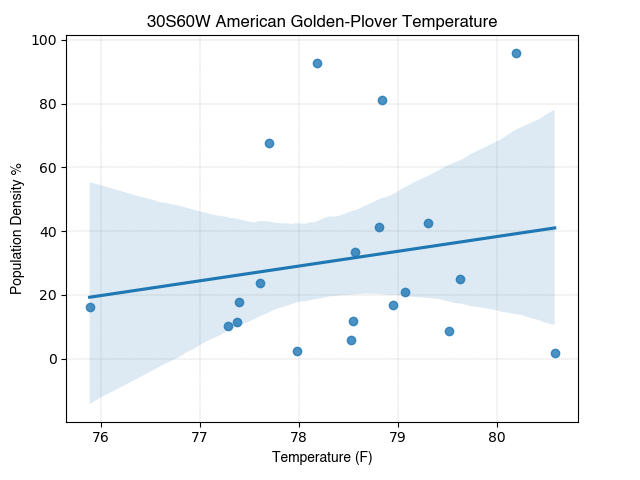 30S60W American Golden-Plover Temperature
100
80
60
40
20
0
Population Density %
76 77 78 79 80
Temperature (F)